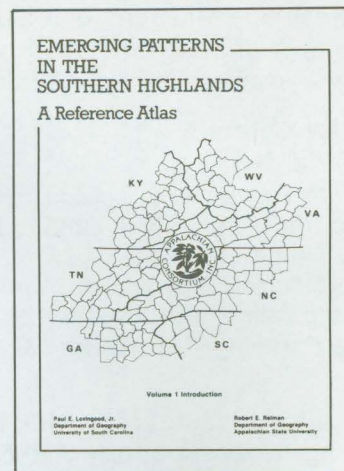 EMERGING PATTERNS
IN THE
SOUTHERN HIGHLANDS
A Reference Atlas
KY
WV
VA
APPALACHIAN
CONSORTIUM, INC.
TN
NC
GA
SC
Volume 1 Introduction
Paul E. Lovingood, Jr.
Department of Geography
University of South Carolina
Robert E. Reiman
Department of Geography
Appalachian State University